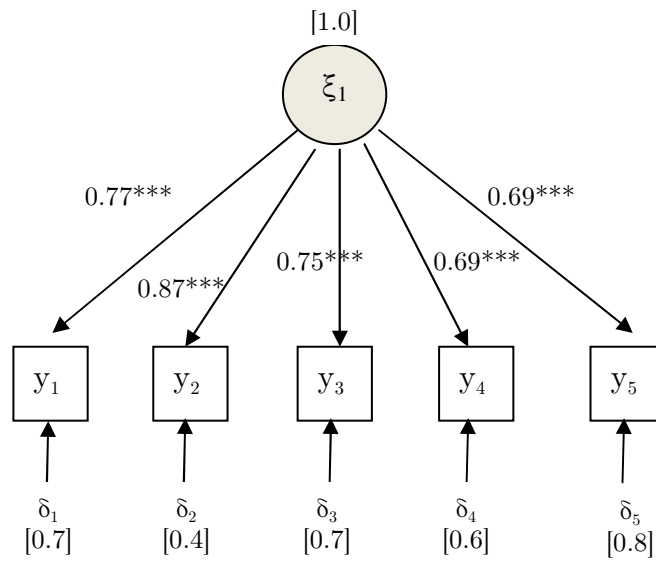 [1.0]
ξ₁
0.77***
0.87***
0.75***
0.69***
0.69***
y₁
y₂
y₃
y₄
y₅
δ₁
[0.7]
δ₂
[0.4]
δ₃
[0.7]
δ₄
[0.6]
δ₅
[0.8]